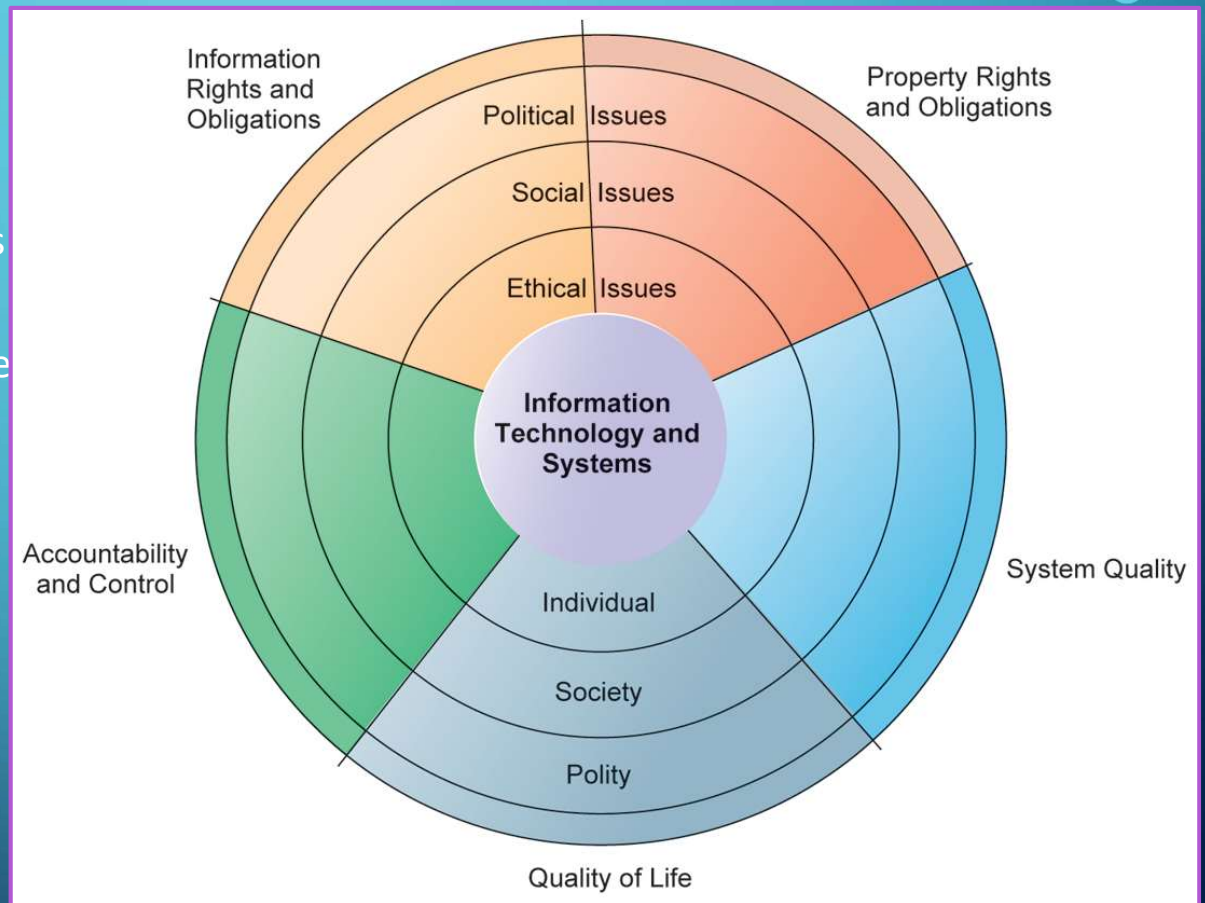 Information
Rights and
Obligations
Property Rights
and Obligations
Political Issues
Social Issues
Ethical Issues
Information
Technology and
Systems
Accountability
and Control
System Quality
Individual
Society
Polity
Quality of Life